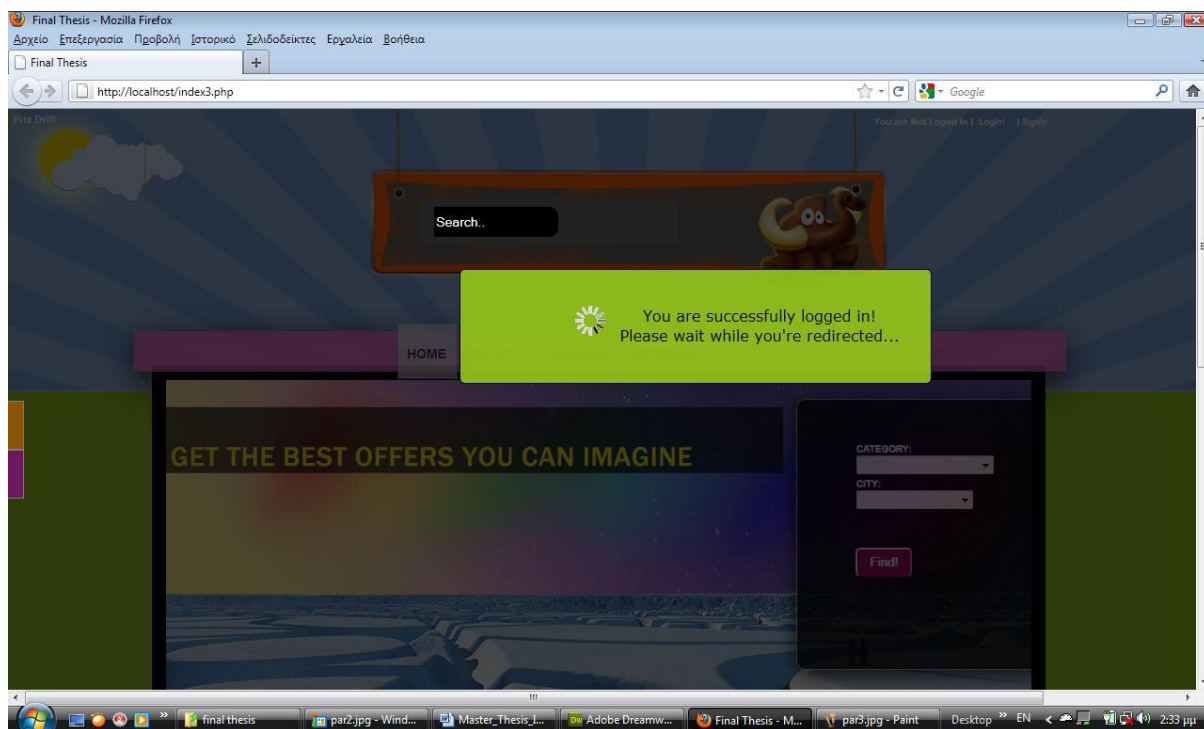 Final Thesis - Mozilla Firefox
Αρχείο Επεξεργασία Προβολή Ιστορικό Σελιδοδείκτες Εργαλεία Βοήθεια
Final Thesis
http://localhost/index3.php
Google
Priz Drift
You are Not Loged In | Login! | SignIn
Search..
You are successfully logged in!
Please wait while you're redirected...
HOME
GET THE BEST OFFERS YOU CAN IMAGINE
CATEGORY:
CITY:
Find!
final thesis
par2.jpg - Wind...
Master_Thesis_I...
Adobe Dreamw...
Final Thesis - M...
par3.jpg - Paint
Desktop
EN
2:33 μμ